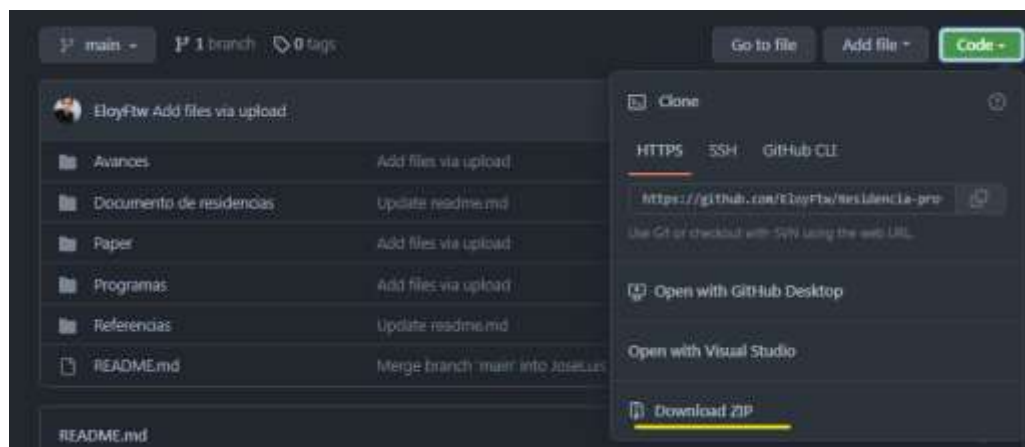 main
1 branch
0 tags
Go to file
Add file
Code
EloyFtw Add files via upload
Avances Add files via upload
Documento de residencias Update readme.md
Paper Add files via upload
Programas Add files via upload
Referencias Update readme.md
README.md Merge branch 'main' into JoseLuis
README.md
Clone
HTTPS SSH GitHub CLI
https://github.com/EloyFtw/Residencia-pro
Use Git or checkout with SVN using the web URL.
Open with GitHub Desktop
Open with Visual Studio
Download ZIP